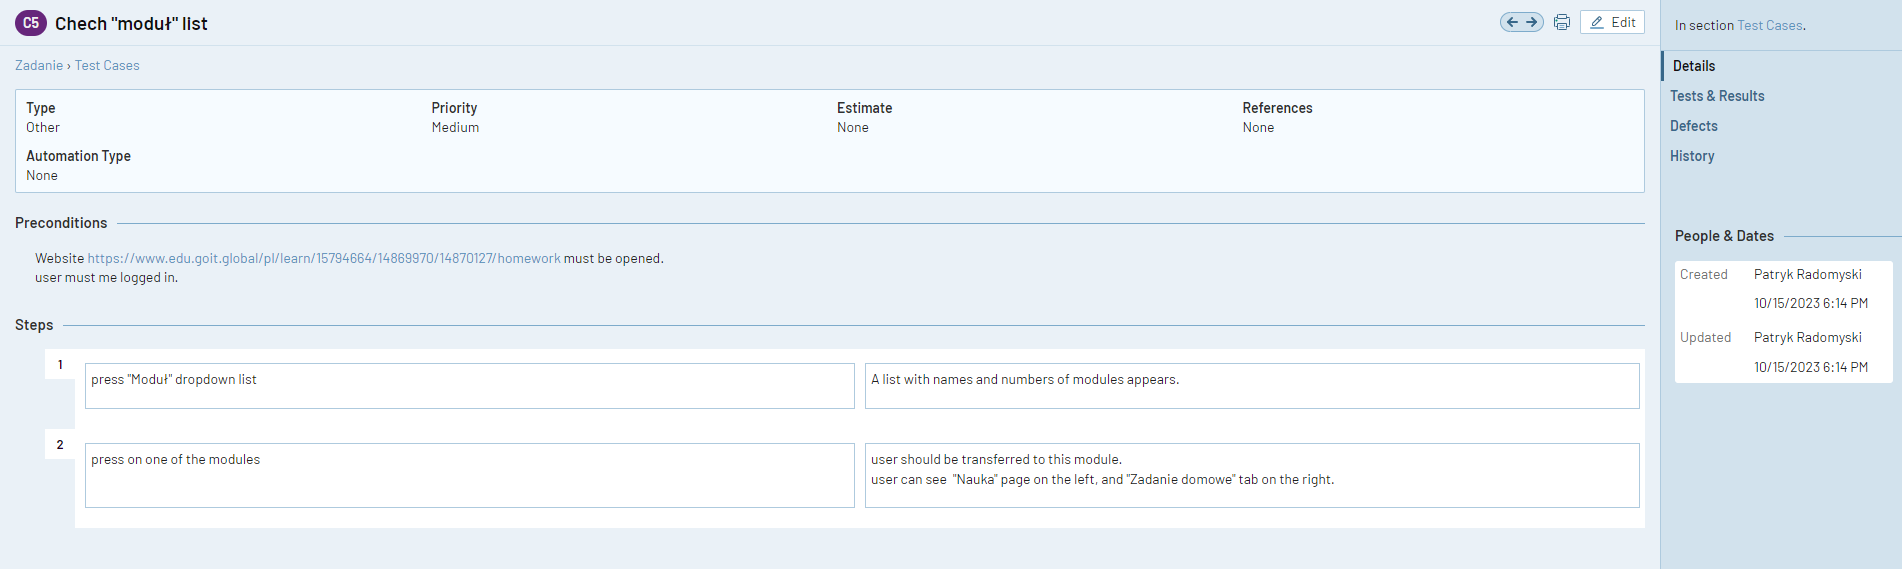 C5 Chech "moduł" list
Edit
Zadanie › Test Cases
Type Priority Estimate References
Other Medium None None
Automation Type
None
Preconditions
Website https://www.edu.goit.global/pl/learn/15794664/14869970/14870127/homework must be opened.
user must me logged in.
Steps
1
press "Moduł" dropdown list
A list with names and numbers of modules appears.
2
press on one of the modules
user should be transferred to this module.
user can see  "Nauka" page on the left, and "Zadanie domowe" tab on the right.
In section Test Cases.
Details
Tests & Results
Defects
History
People & Dates
Created Patryk Radomyski
10/15/2023 6:14 PM
Updated Patryk Radomyski
10/15/2023 6:14 PM